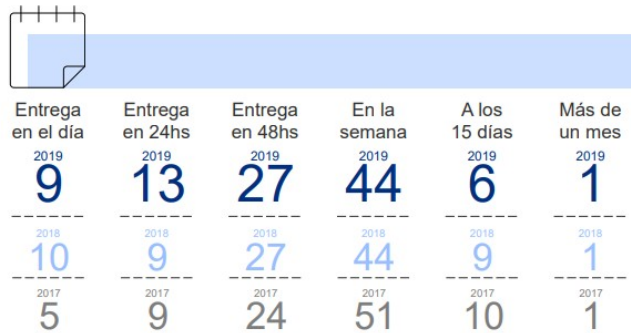 Entrega en el día
Entrega en 24hs
Entrega en 48hs
En la semana
A los 15 días
Más de un mes
2019 2019 2019 2019 2019 2019
9 13 27 44 6 1
2018 2018 2018 2018 2018 2018
10 9 27 44 9 1
2017 2017 2017 2017 2017 2017
5 9 24 51 10 1